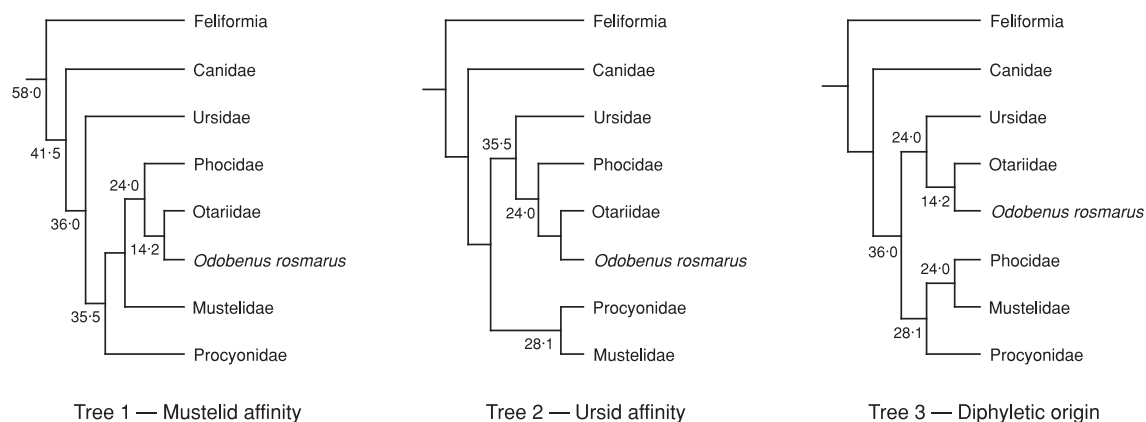 Feliformia
Canidae
Ursidae
Phocidae
Otariidae
Odobenus rosmarus
Mustelidae
Procyonidae
58·0
41·5
36·0
35·5
24·0
14·2
Tree 1 — Mustelid affinity
Feliformia
Canidae
Ursidae
Phocidae
Otariidae
Odobenus rosmarus
Procyonidae
Mustelidae
35·5
24·0
28·1
Tree 2 — Ursid affinity
Feliformia
Canidae
Ursidae
Otariidae
Odobenus rosmarus
Phocidae
Mustelidae
Procyonidae
24·0
14·2
36·0
24·0
28·1
Tree 3 — Diphyletic origin